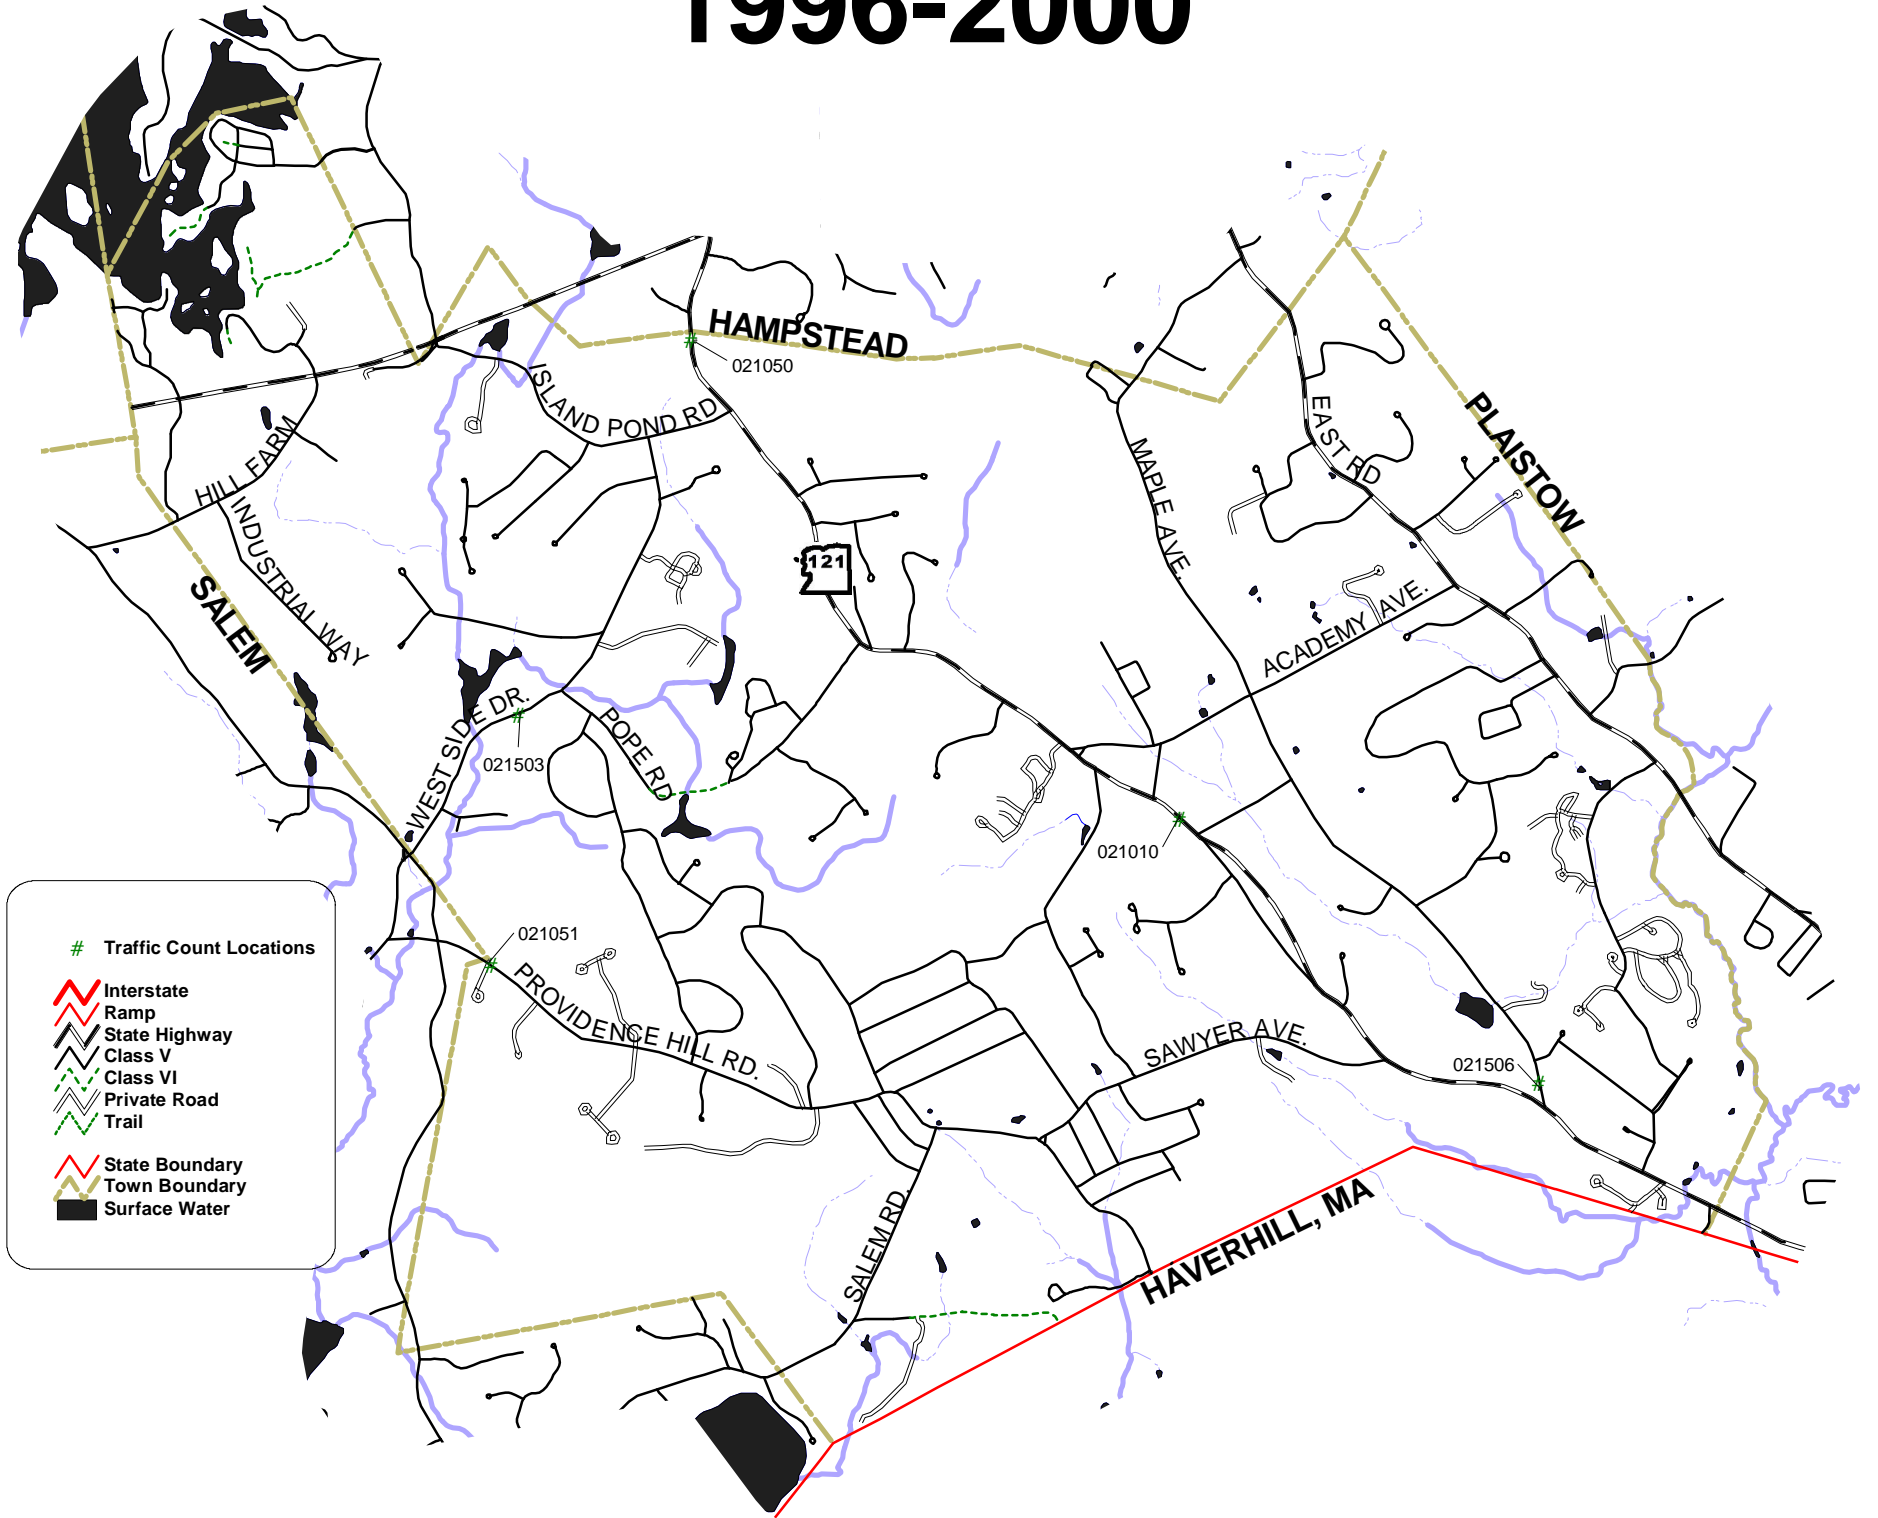 1996-2000
HAMPSTEAD
021050
ISLAND POND RD
PLAISTOW
EAST RD
MAPLE AVE.
HILL FARM
INDUSTRIAL WAY
121
SALEM
ACADEMY AVE.
WEST SIDE DR.
POPE RD
021503
021010
021051
PROVIDENCE HILL RD.
SAWYER AVE.
021506
SALEM RD.
HAVERHILL, MA
# Traffic Count Locations
Interstate
Ramp
State Highway
Class V
Class VI
Private Road
Trail
State Boundary
Town Boundary
Surface Water